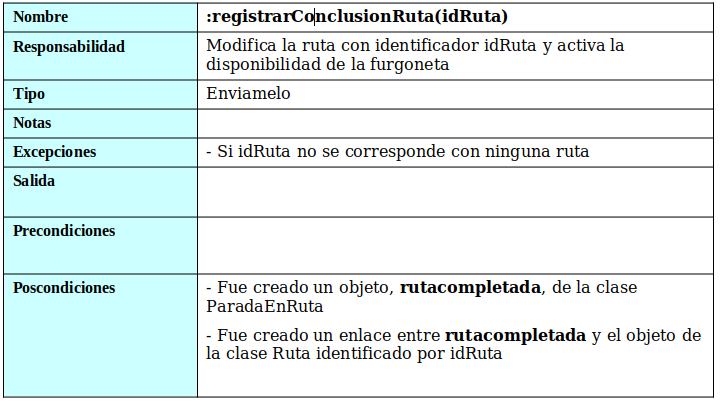 Nombre
:registrarConclusionRuta(idRuta)
Responsabilidad
Modifica la ruta con identificador idRuta y activa la
disponibilidad de la furgoneta
Tipo
Enviamelo
Notas
Excepciones
- Si idRuta no se corresponde con ninguna ruta
Salida
Precondiciones
Poscondiciones
- Fue creado un objeto, rutacompletada, de la clase
ParadaEnRuta
- Fue creado un enlace entre rutacompletada y el objeto de
la clase Ruta identificado por idRuta